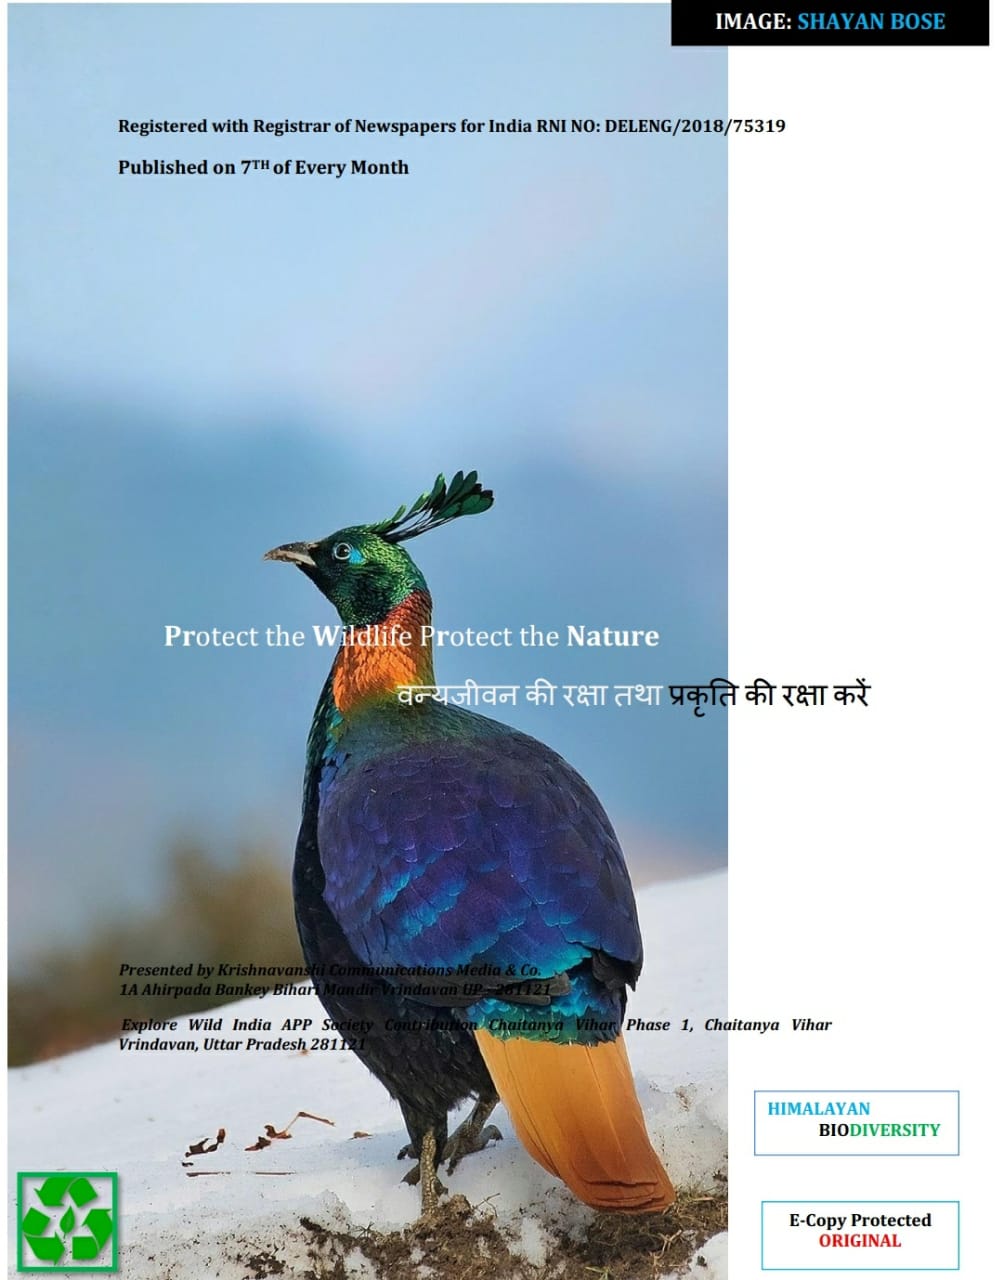 IMAGE: SHAYAN BOSE
Registered with Registrar of Newspapers for India RNI NO: DELENG/2018/75319
Published on 7TH of Every Month
Protect the Wildlife Protect the Nature
वन्यजीवन की रक्षा तथा प्रकृति की रक्षा करें
Presented by Krishnavanshi Communications Media & Co.
1A Ahirpada Bankey Bihari Mandir Vrindavan UP - 281121
Explore Wild India APP Society Contribution Chaitanya Vihar Phase 1, Chaitanya Vihar
Vrindavan, Uttar Pradesh 281121
HIMALAYAN
BIODIVERSITY
E-Copy Protected
ORIGINAL